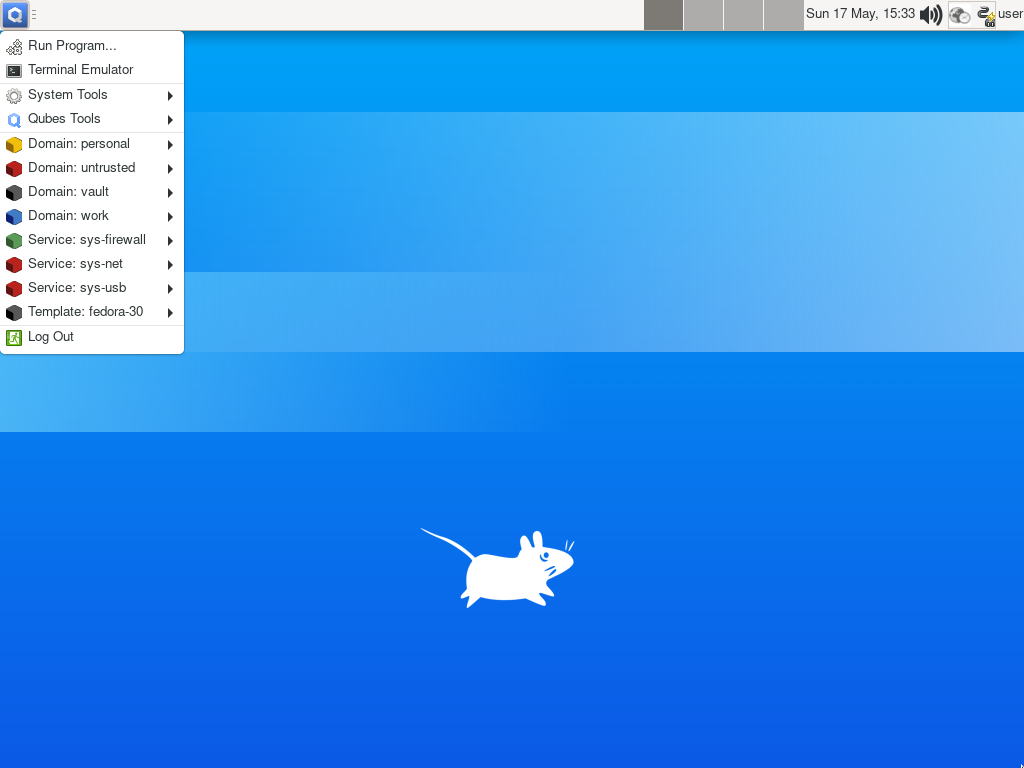 Sun 17 May, 15:33
user
Run Program...
Terminal Emulator
System Tools
Qubes Tools
Domain: personal
Domain: untrusted
Domain: vault
Domain: work
Service: sys-firewall
Service: sys-net
Service: sys-usb
Template: fedora-30
Log Out